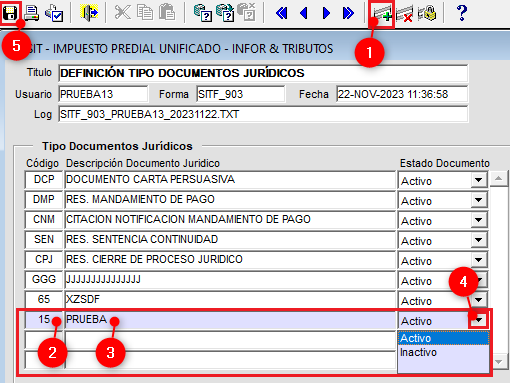 ?
1
5
SIT - IMPUESTO PREDIAL UNIFICADO - INFOR & TRIBUTOS
Titulo DEFINICIÓN TIPO DOCUMENTOS JURÍDICOS
Usuario PRUEBA13 Forma SITF_903 Fecha 22-NOV-2023 11:36:58
Log SITF_903_PRUEBA13_20231122.TXT
Tipo Documentos Jurídicos
Código Descripción Documento Juridico Estado Documento
DCP DOCUMENTO CARTA PERSUASIVA Activo
DMP RES. MANDAMIENTO DE PAGO Activo
CNM CITACION NOTIFICACION MANDAMIENTO DE PAGO Activo
SEN RES. SENTENCIA CONTINUIDAD Activo
CPJ RES. CIERRE DE PROCESO JURIDICO Activo
GGG JJJJJJJJJJJJJJJ Activo
65 XZSDF Activo
4
15 PRUEBA Activo
2 3
Activo
Inactivo